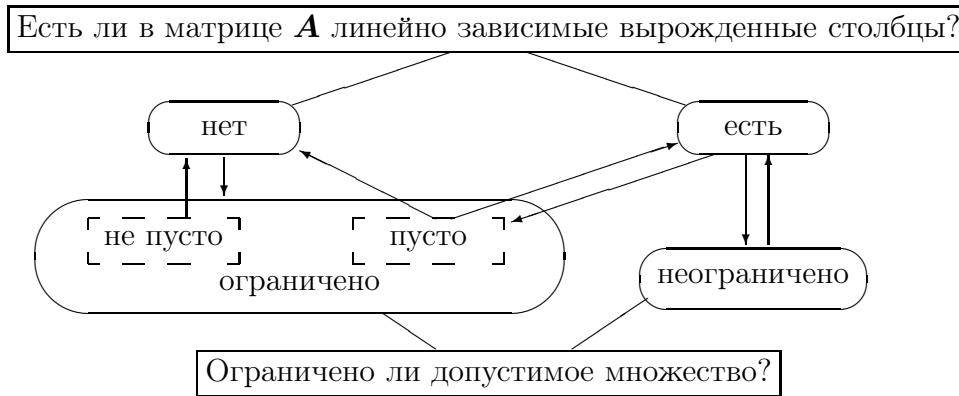 Есть ли в матрице A линейно зависимые вырожденные столбцы?
нет
есть
не пусто
пусто
ограничено
неограничено
Ограничено ли допустимое множество?